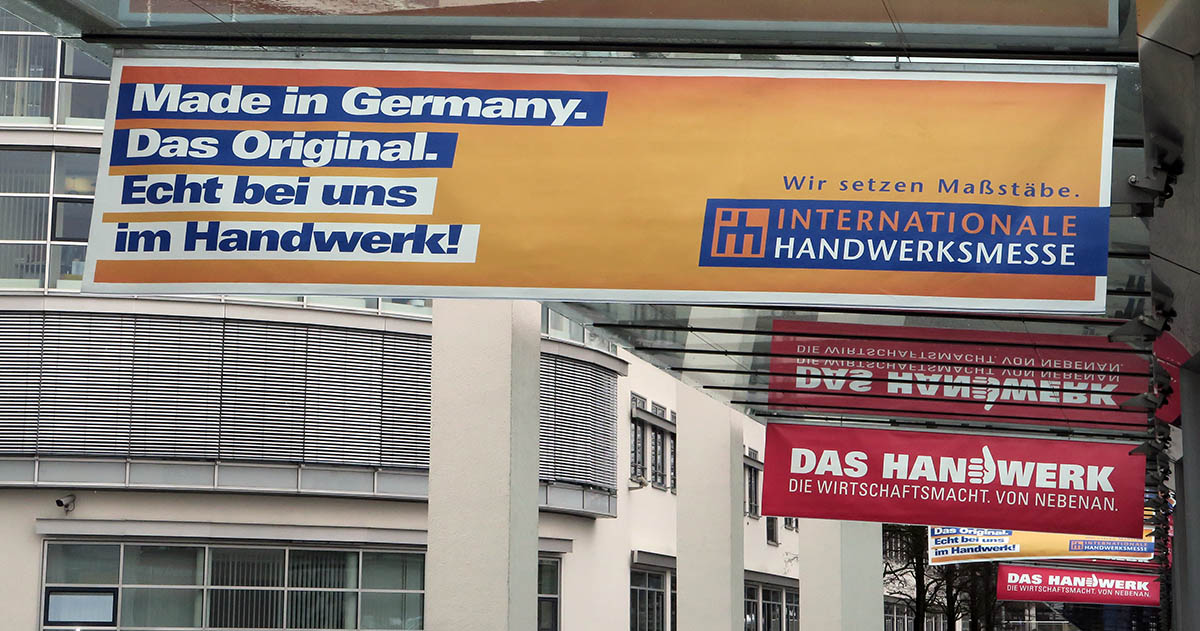 Made in Germany.
Das Original.
Echt bei uns
im Handwerk!
Wir setzen Maßstäbe.
INTERNATIONALE
HANDWERKSMESSE
DIE WIRTSCHAFTSMACHT. VON NEBENAN.
DAS HANDWERK
DAS HANDWERK
DIE WIRTSCHAFTSMACHT. VON NEBENAN.
Das Original.
Echt bei uns
im Handwerk!
INTERNATIONALE
HANDWERKSMESSE
DAS HANDWERK
DIE WIRTSCHAFTSMACHT. VON NEBENAN.